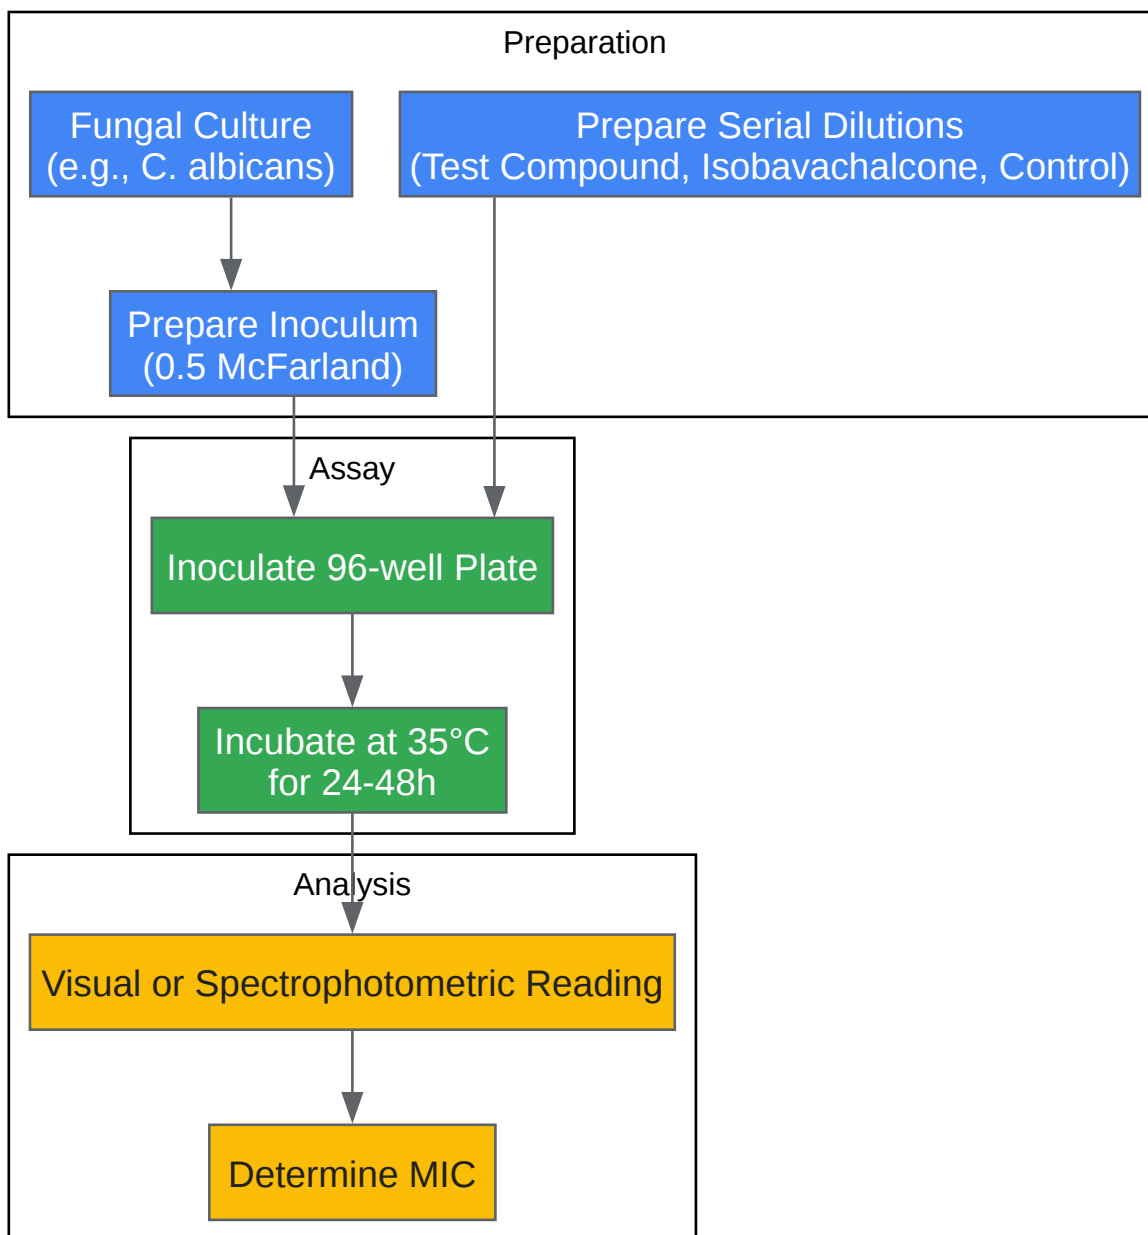 Preparation
Fungal Culture
(e.g., C. albicans)
Prepare Serial Dilutions
(Test Compound, Isobavachalcone, Control)
Prepare Inoculum
(0.5 McFarland)
Assay
Inoculate 96-well Plate
Incubate at 35°C
for 24-48h
Analysis
Visual or Spectrophotometric Reading
Determine MIC